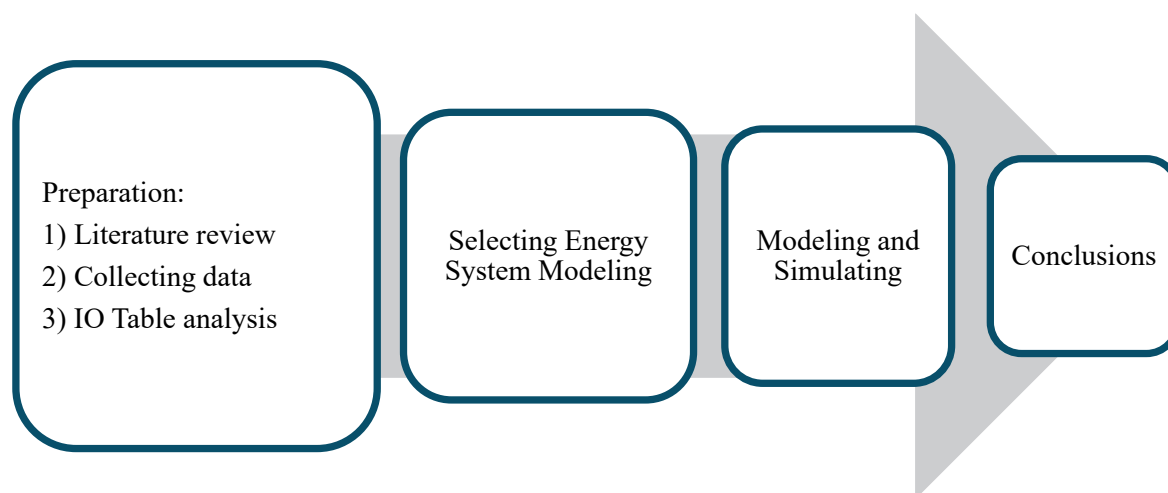 Preparation:
1) Literature review
2) Collecting data
3) IO Table analysis
Selecting Energy
System Modeling
Modeling and
Simulating
Conclusions